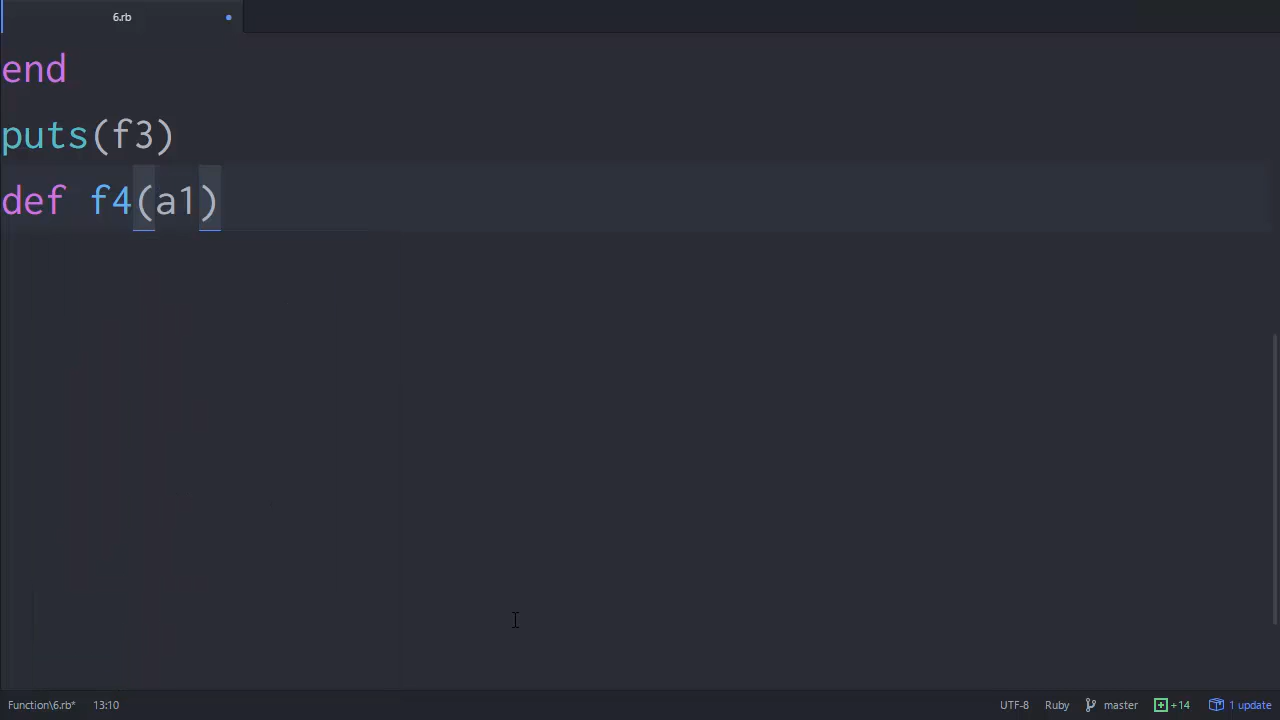 6.rb
end
puts(f3)
def f4(a1)
Function\6.rb* 13:10 UTF-8 Ruby master +14 1 update